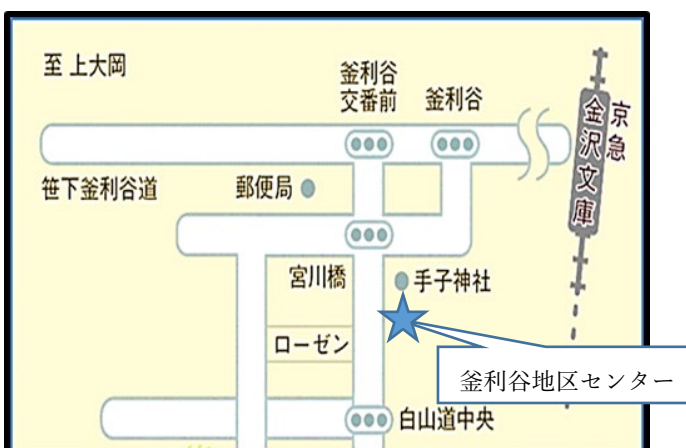 至 上大岡
釜利谷
交番前
釜利谷
京急
金沢文庫
笹下釜利谷道
郵便局
宮川橋
手子神社
ローゼン
釜利谷地区センター
白山道中央